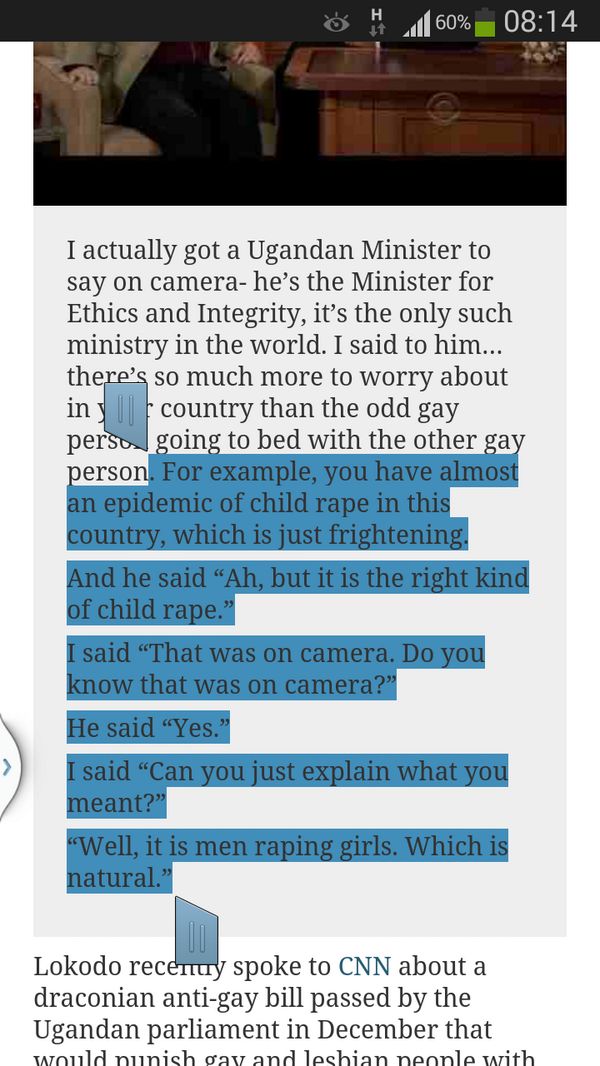 H 60% 08:14
I actually got a Ugandan Minister to
say on camera- he’s the Minister for
Ethics and Integrity, it’s the only such
ministry in the world. I said to him...
there’s so much more to worry about
in country than the odd gay
person going to bed with the other gay
person. For example, you have almost
an epidemic of child rape in this
country, which is just frightening.
And he said “Ah, but it is the right kind
of child rape.”
I said “That was on camera. Do you
know that was on camera?”
He said “Yes.”
I said “Can you just explain what you
meant?”
“Well, it is men raping girls. Which is
natural.”
Lokodo recently spoke to CNN about a
draconian anti-gay bill passed by the
Ugandan parliament in December that
would punish gay and lesbian people with